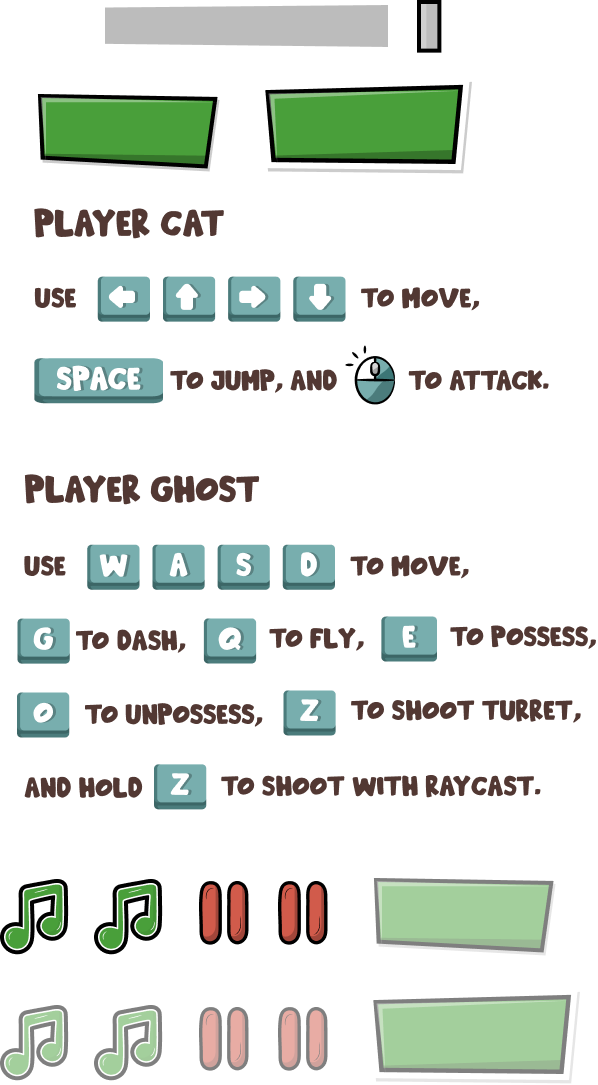 PLAYER CAT
USE TO MOVE,
SPACE TO JUMP, AND TO ATTACK.
PLAYER GHOST
USE W A S D TO MOVE,
G TO DASH, Q TO FLY, E TO POSSESS,
O TO UNPOSSESS, Z TO SHOOT TURRET,
AND HOLD Z TO SHOOT WITH RAYCAST.